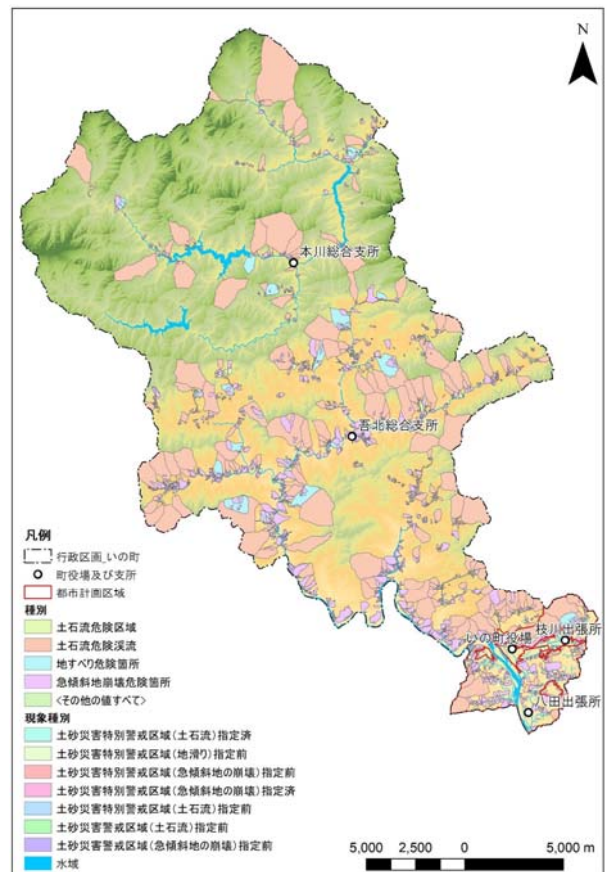 N
本川総合支所
吾北総合支所
枝川出張所
いの町役場
八田出張所
凡例
行政区画_いの町
町役場及び支所
都市計画区域
種別
土石流危険区域
土石流危険渓流
地すべり危険箇所
急傾斜地崩壊危険箇所
<その他の値すべて>
現象種別
土砂災害特別警戒区域(土石流)指定済
土砂災害特別警戒区域(地滑り)指定前
土砂災害特別警戒区域(急傾斜地の崩壊)指定前
土砂災害特別警戒区域(急傾斜地の崩壊)指定済
土砂災害特別警戒区域(土石流)指定前
土砂災害警戒区域(土石流)指定前
土砂災害警戒区域(急傾斜地の崩壊)指定前
水域
5,000 2,500 0 5,000 m